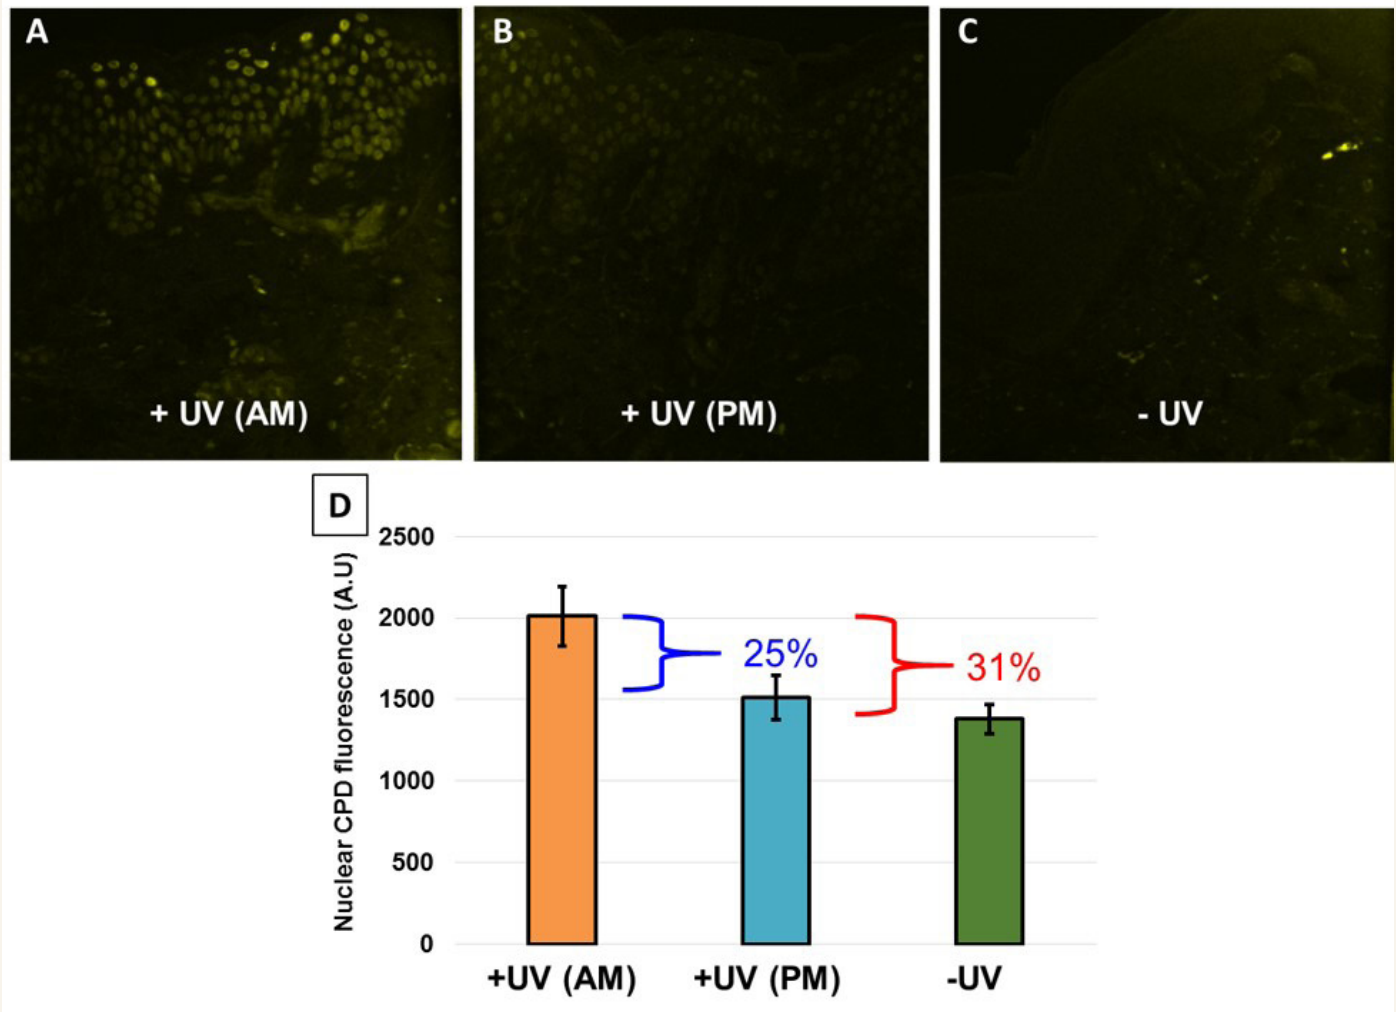 A
B
C
+ UV (AM)
+ UV (PM)
- UV
D
Nuclear CPD fluorescence (A.U)
2500
2000
1500
1000
500
0
25%
31%
+UV (AM)
+UV (PM)
-UV